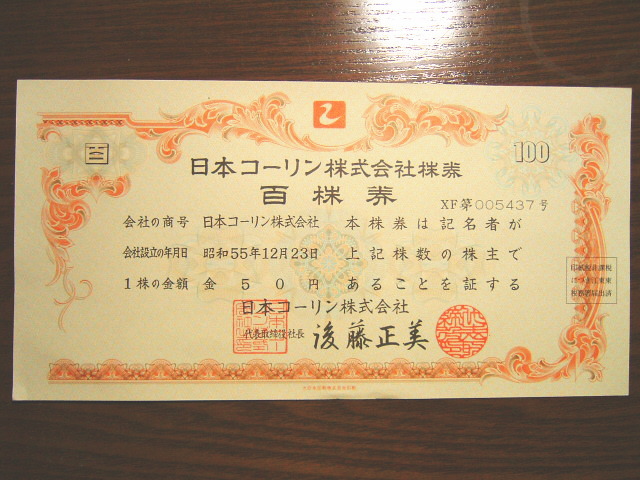 百
100
日本コーリン株式会社株券
百株券
XF第005437号
会社の商号 日本コーリン株式会社 本株券は記名者が
会社設立の年月日 昭和55年12月23日 上記株数の株主で
1株の金額 金50円 あることを証する
日本コーリン株式会社
代表取締役社長 後藤正美